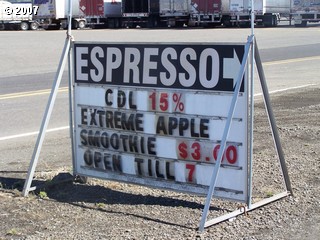 © 2007
ESPRESSO
CDL 15%
EXTREME APPLE
SMOOTHIE $3.00
OPEN TILL 7